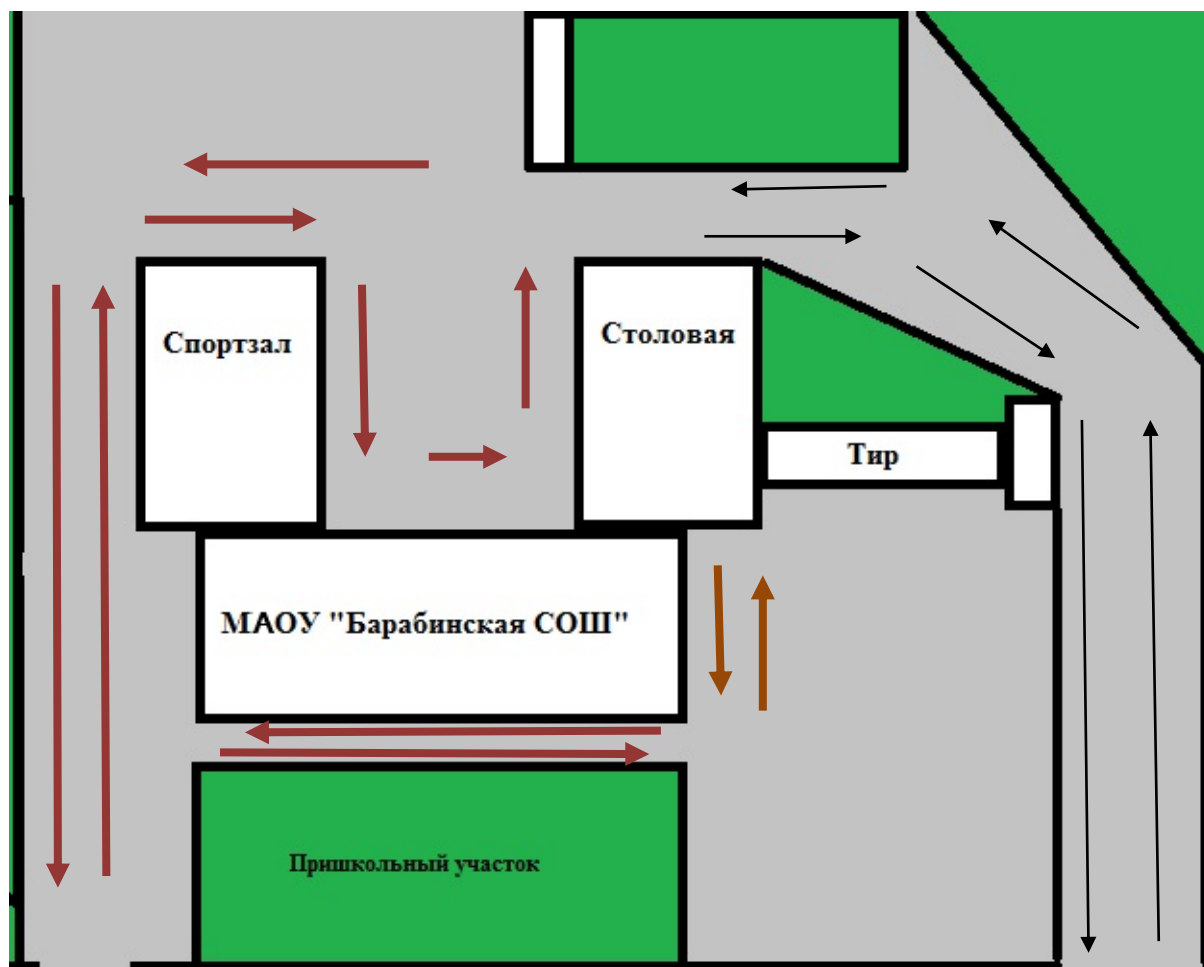 Спортзал
Столовая
Тир
МАОУ "Барабинская СОШ"
Пришкольный участок